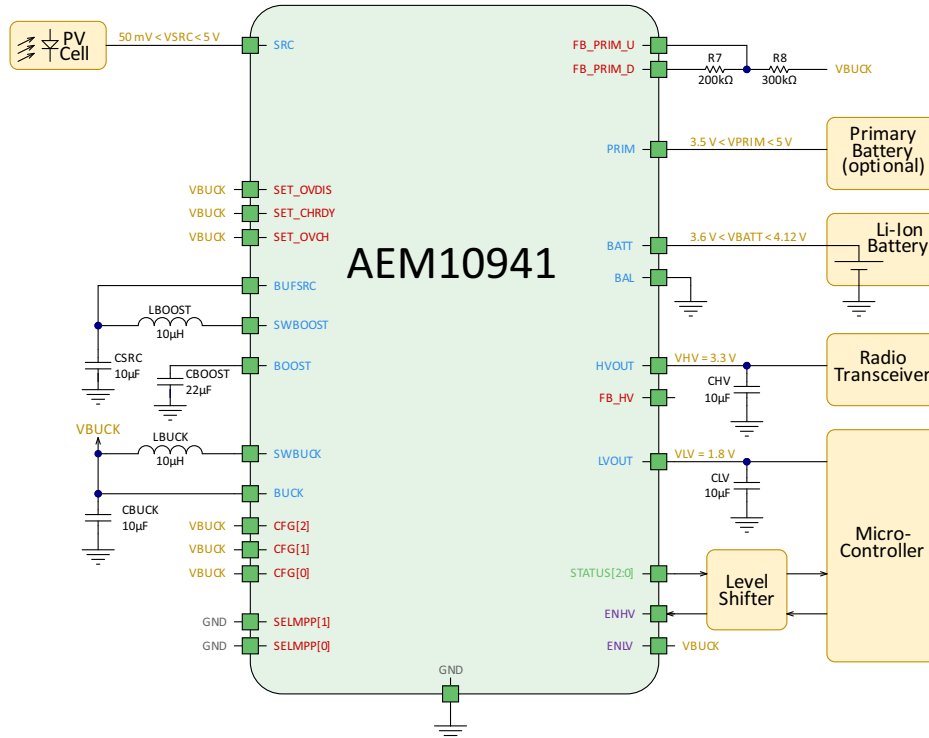 PV
Cell
50 mV < VSRC < 5 V
SRC
FB_PRIM_U
FB_PRIM_D
R7
200kΩ
R8
300kΩ
VBUCK
PRIM
3.5 V < VPRIM < 5 V
Primary
Battery
(optional)
VBUCK
SET_OVDIS
VBUCK
SET_CHRDY
VBUCK
SET_OVCH
AEM10941
BATT
3.6 V < VBATT < 4.12 V
Li-Ion
Battery
BAL
BUFSRC
LBOOST
10µH
SWBOOST
CSRC
10µF
CBOOST
22µF
BOOST
HVOUT
VHV = 3.3 V
CHV
10µF
Radio
Transceiver
FB_HV
VBUCK
LBUCK
10µH
SWBUCK
BUCK
CBUCK
10µF
LVOUT
VLV = 1.8 V
CLV
10µF
Micro-
Controller
VBUCK
CFG[2]
VBUCK
CFG[1]
VBUCK
CFG[0]
STATUS[2:0]
Level
Shifter
ENHV
ENLV
VBUCK
GND
SELMPP[1]
GND
SELMPP[0]
GND